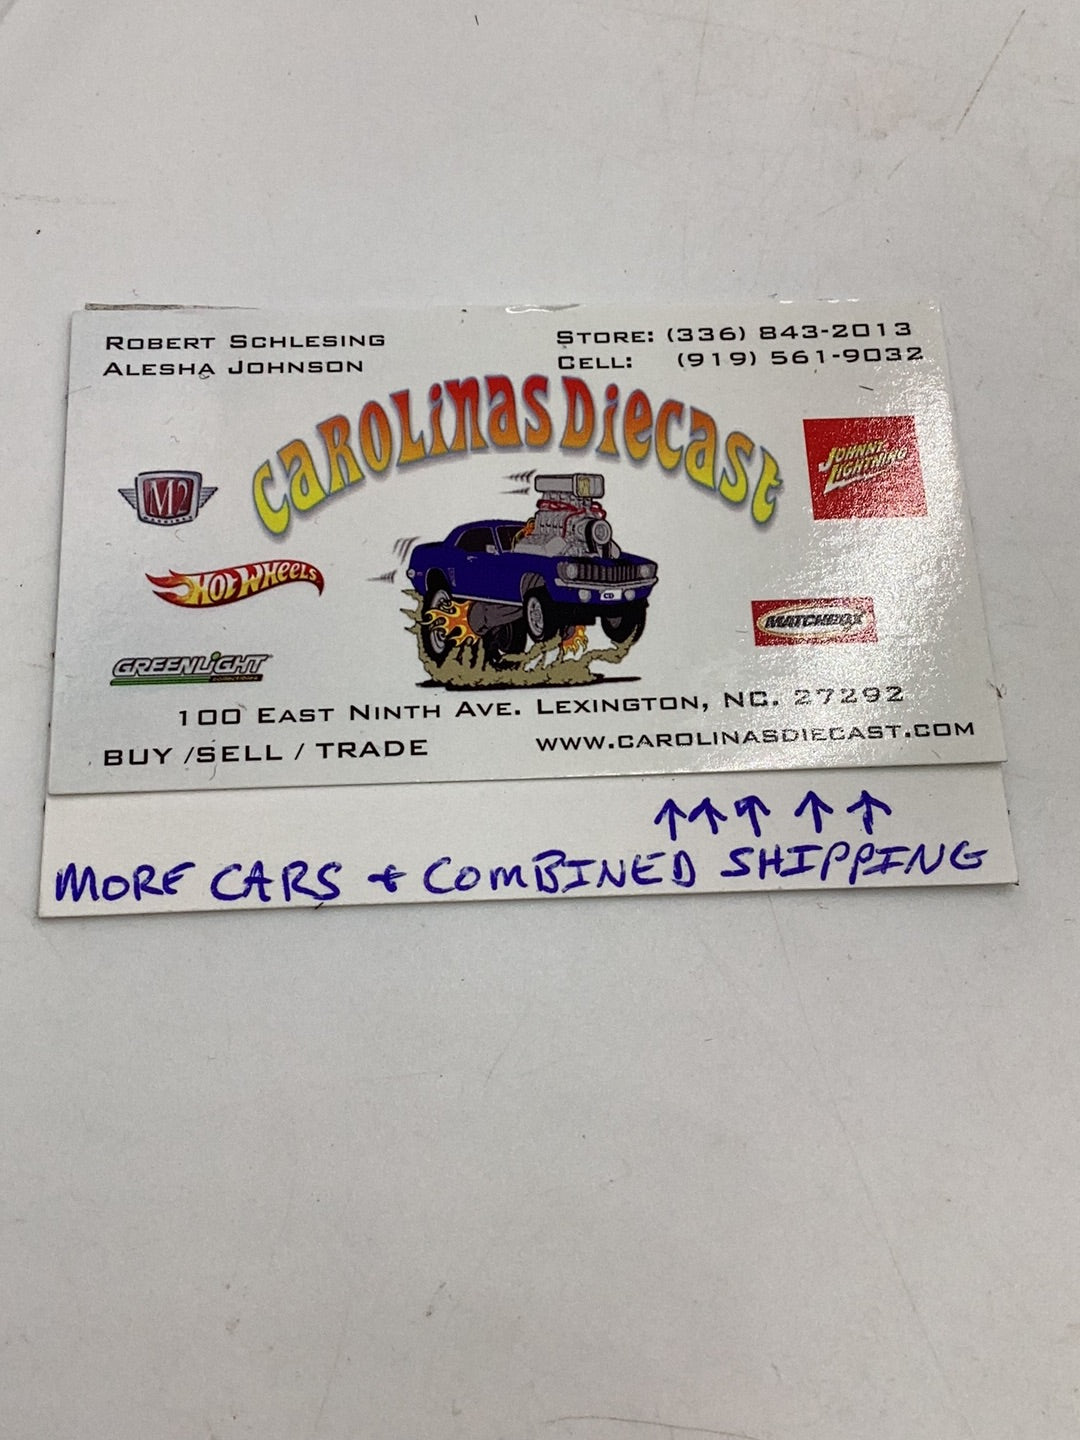 ROBERT SCHLESING
ALESHA JOHNSON
STORE: (336) 843-2013
CELL: (919) 561-9032
CAROLINAS DIECAST
M2
MACHINES
JOHNNY LIGHTNING
HOT WHEELS
CD
MATCHBOX
GREENLIGHT
100 EAST NINTH AVE. LEXINGTON, NC. 27292
BUY /SELL / TRADE
WWW.CAROLINASDIECAST.COM
↑↑↑ ↑ ↑
MORE CARS + COMBINED SHIPPING